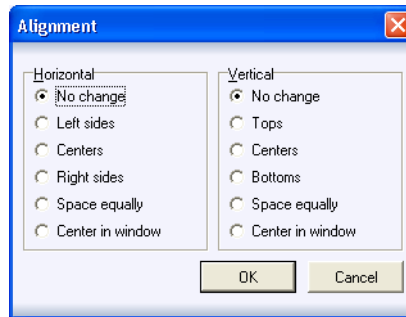 Alignment
Horizontal
No change
Left sides
Centers
Right sides
Space equally
Center in window
Vertical
No change
Tops
Centers
Bottoms
Space equally
Center in window
OK
Cancel